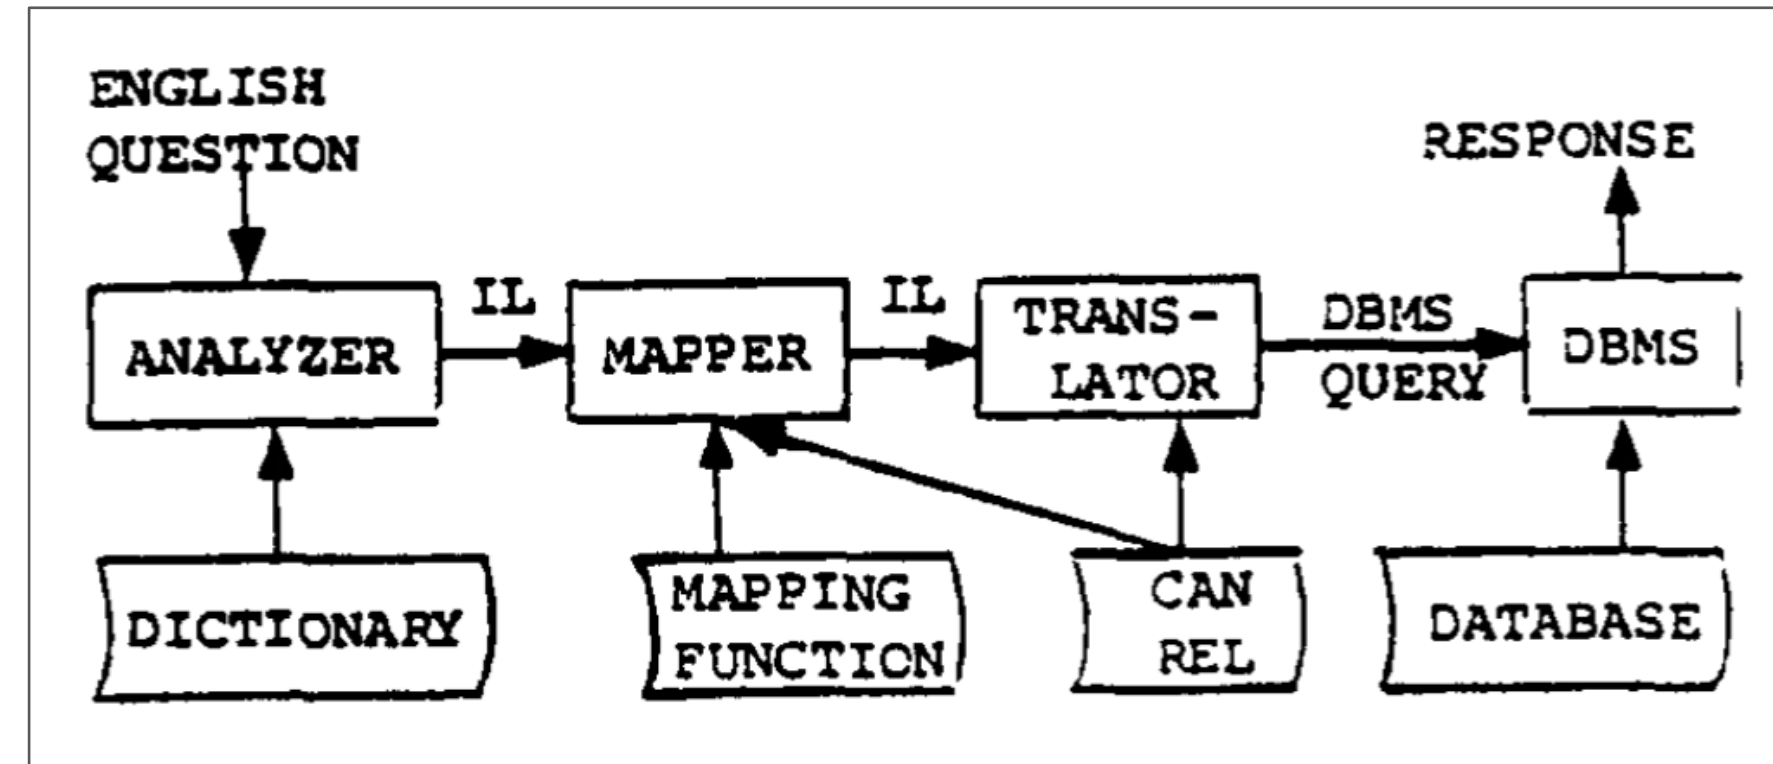 ENGLISH
QUESTION
RESPONSE
ANALYZER
IL
MAPPER
IL
TRANS-
LATOR
DBMS
QUERY
DBMS
DICTIONARY
MAPPING
FUNCTION
CAN
REL
DATABASE